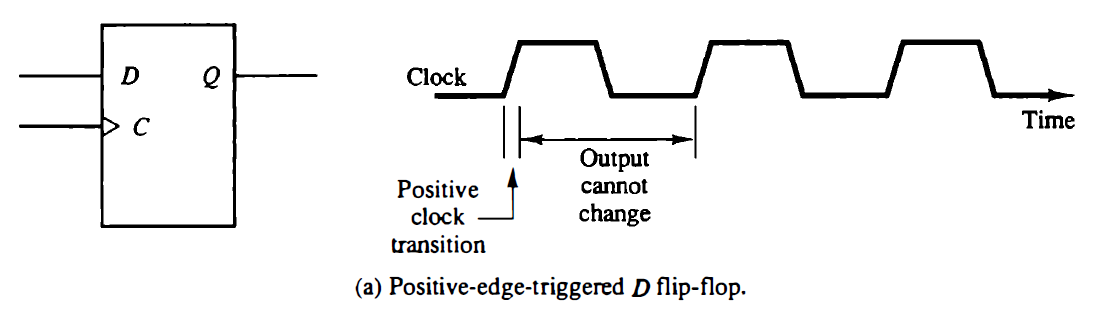 D Q
C
Clock
Time
Output
cannot
change
Positive
clock
transition
(a) Positive-edge-triggered D flip-flop.